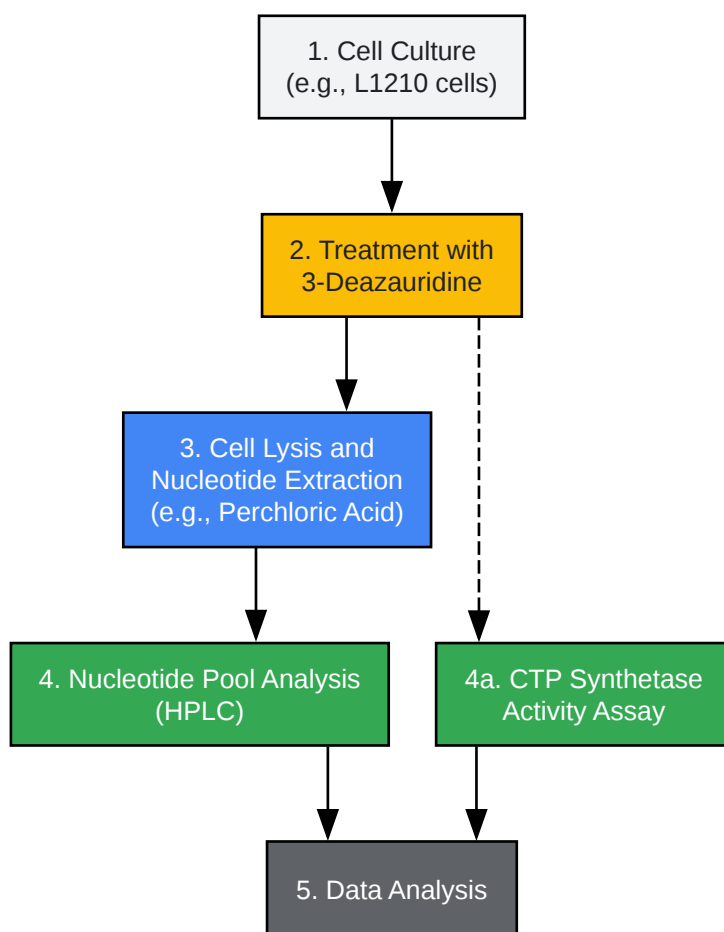 1. Cell Culture
(e.g., L1210 cells)
2. Treatment with
3-Deazauridine
3. Cell Lysis and
Nucleotide Extraction
(e.g., Perchloric Acid)
4. Nucleotide Pool Analysis
(HPLC)
4a. CTP Synthetase
Activity Assay
5. Data Analysis